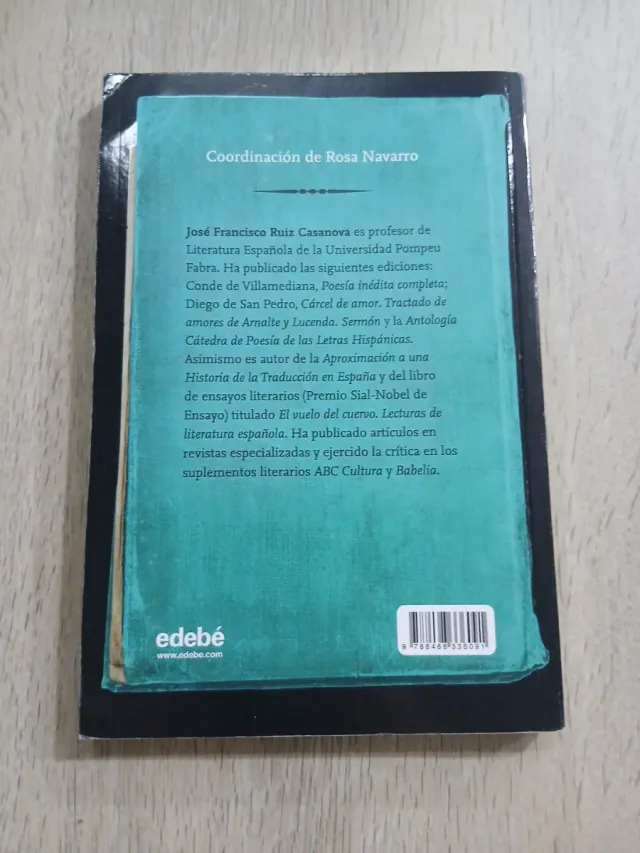 Coordinación de Rosa Navarro
José Francisco Ruiz Casanova es profesor de
Literatura Española de la Universidad Pompeu
Fabra. Ha publicado las siguientes ediciones:
Conde de Villamediana, Poesía inédita completa;
Diego de San Pedro, Cárcel de amor. Tractado de
amores de Arnalte y Lucenda. Sermón y la Antología
Cátedra de Poesía de las Letras Hispánicas.
Asimismo es autor de la Aproximación a una
Historia de la Traducción en España y del libro
de ensayos literarios (Premio Sial-Nobel de
Ensayo) titulado El vuelo del cuervo. Lecturas de
literatura española. Ha publicado artículos en
revistas especializadas y ejercido la crítica en los
suplementos literarios ABC Cultura y Babelia.
edebé
www.edebe.com
9 788468 335091